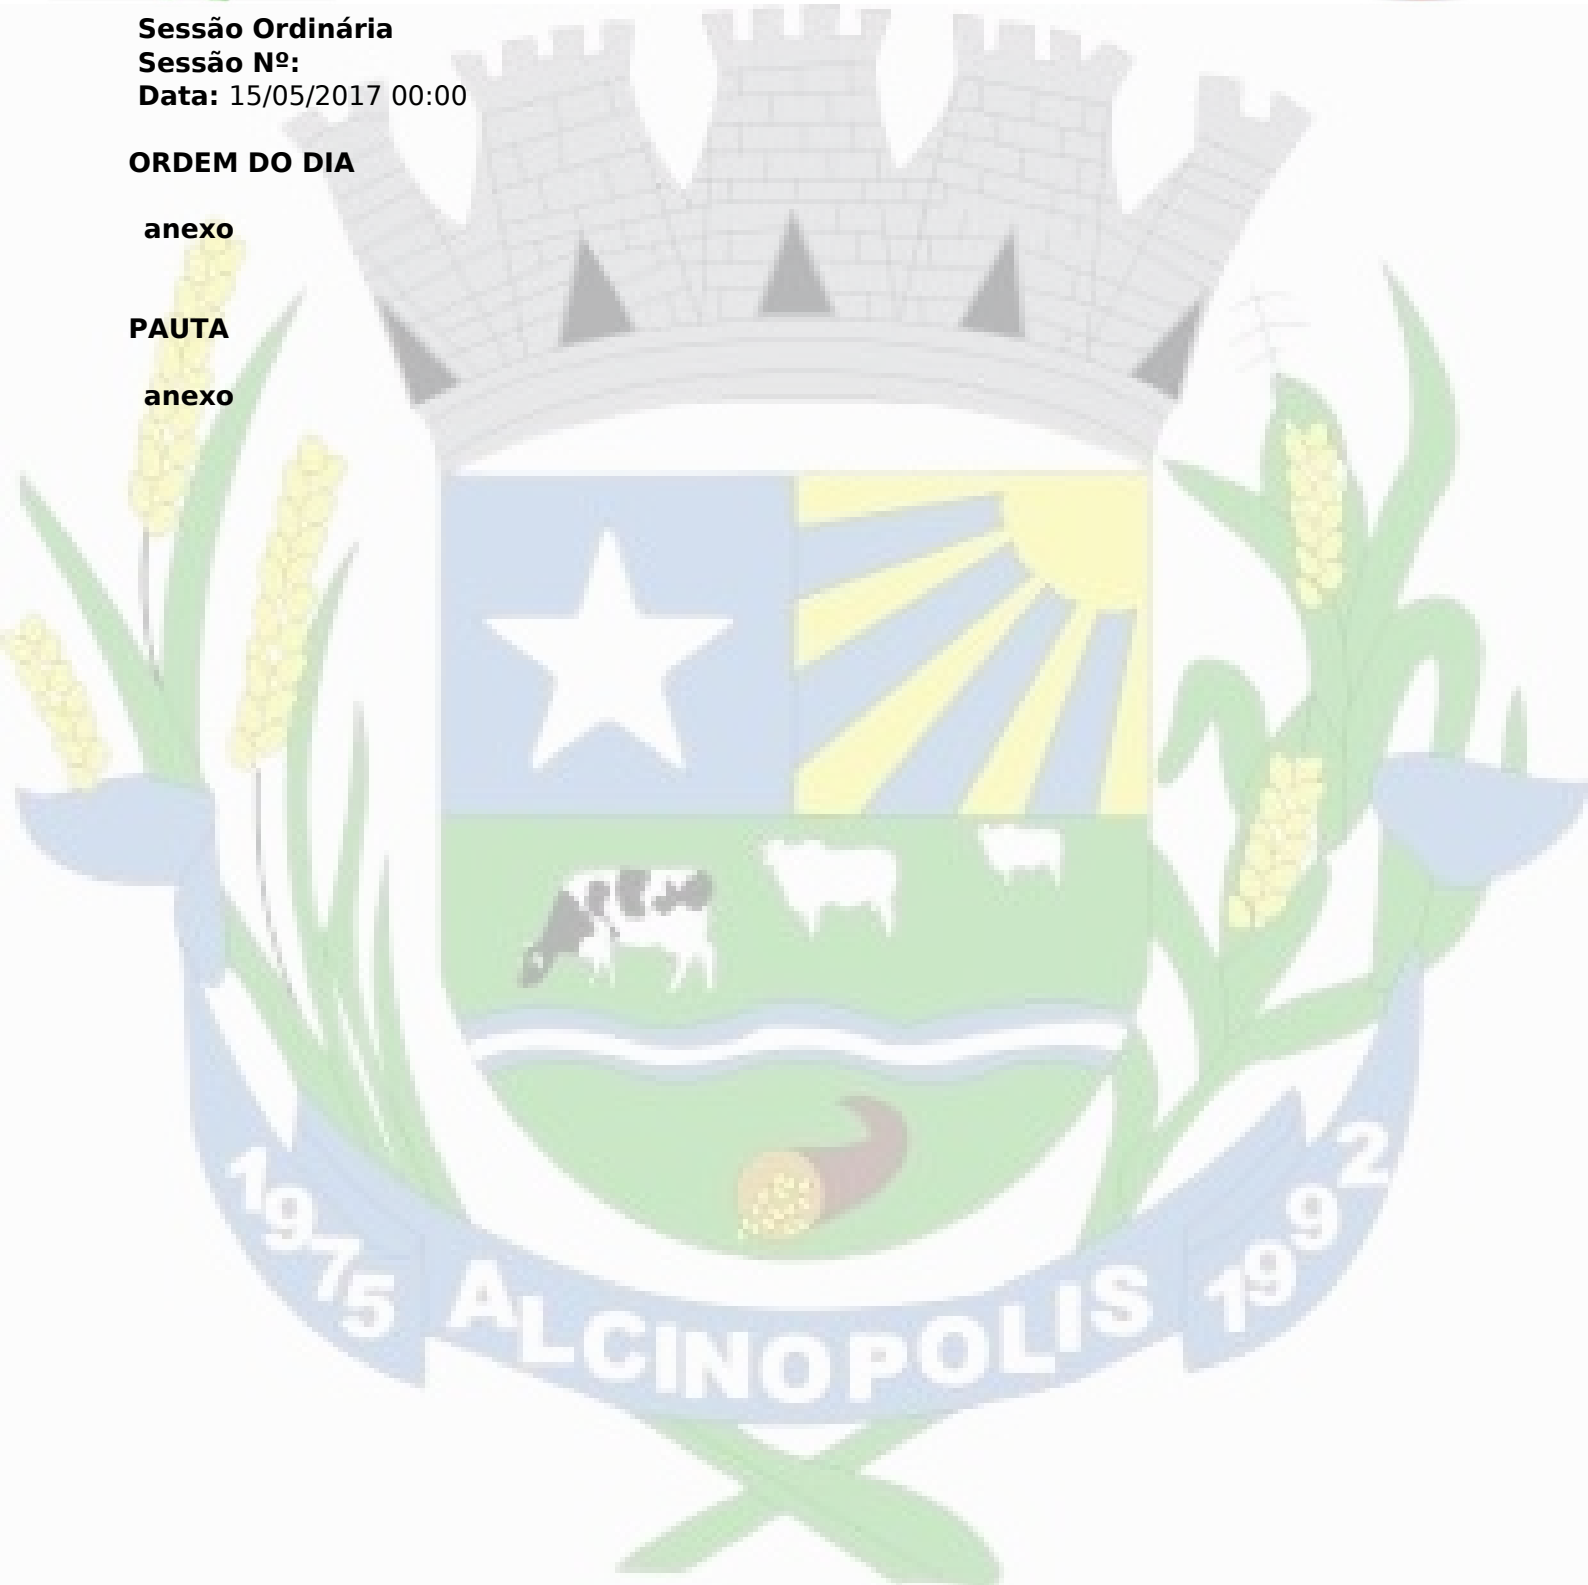 Sessão Ordinária
Sessão Nº:
Data: 15/05/2017 00:00
ORDEM DO DIA
anexo
PAUTA
anexo
1975
ALCINOPOLIS
1992